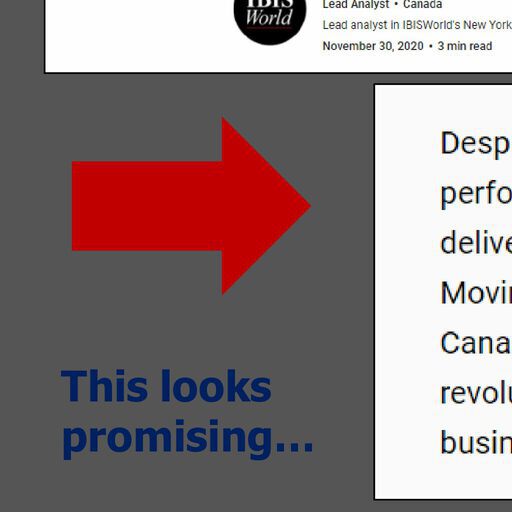 IBIS
World
Lead Analyst • Canada
Lead analyst in IBISWorld's New York
November 30, 2020 • 3 min read
Desp
perfo
delive
Movin
Cana
revolu
busin
This looks
promising...